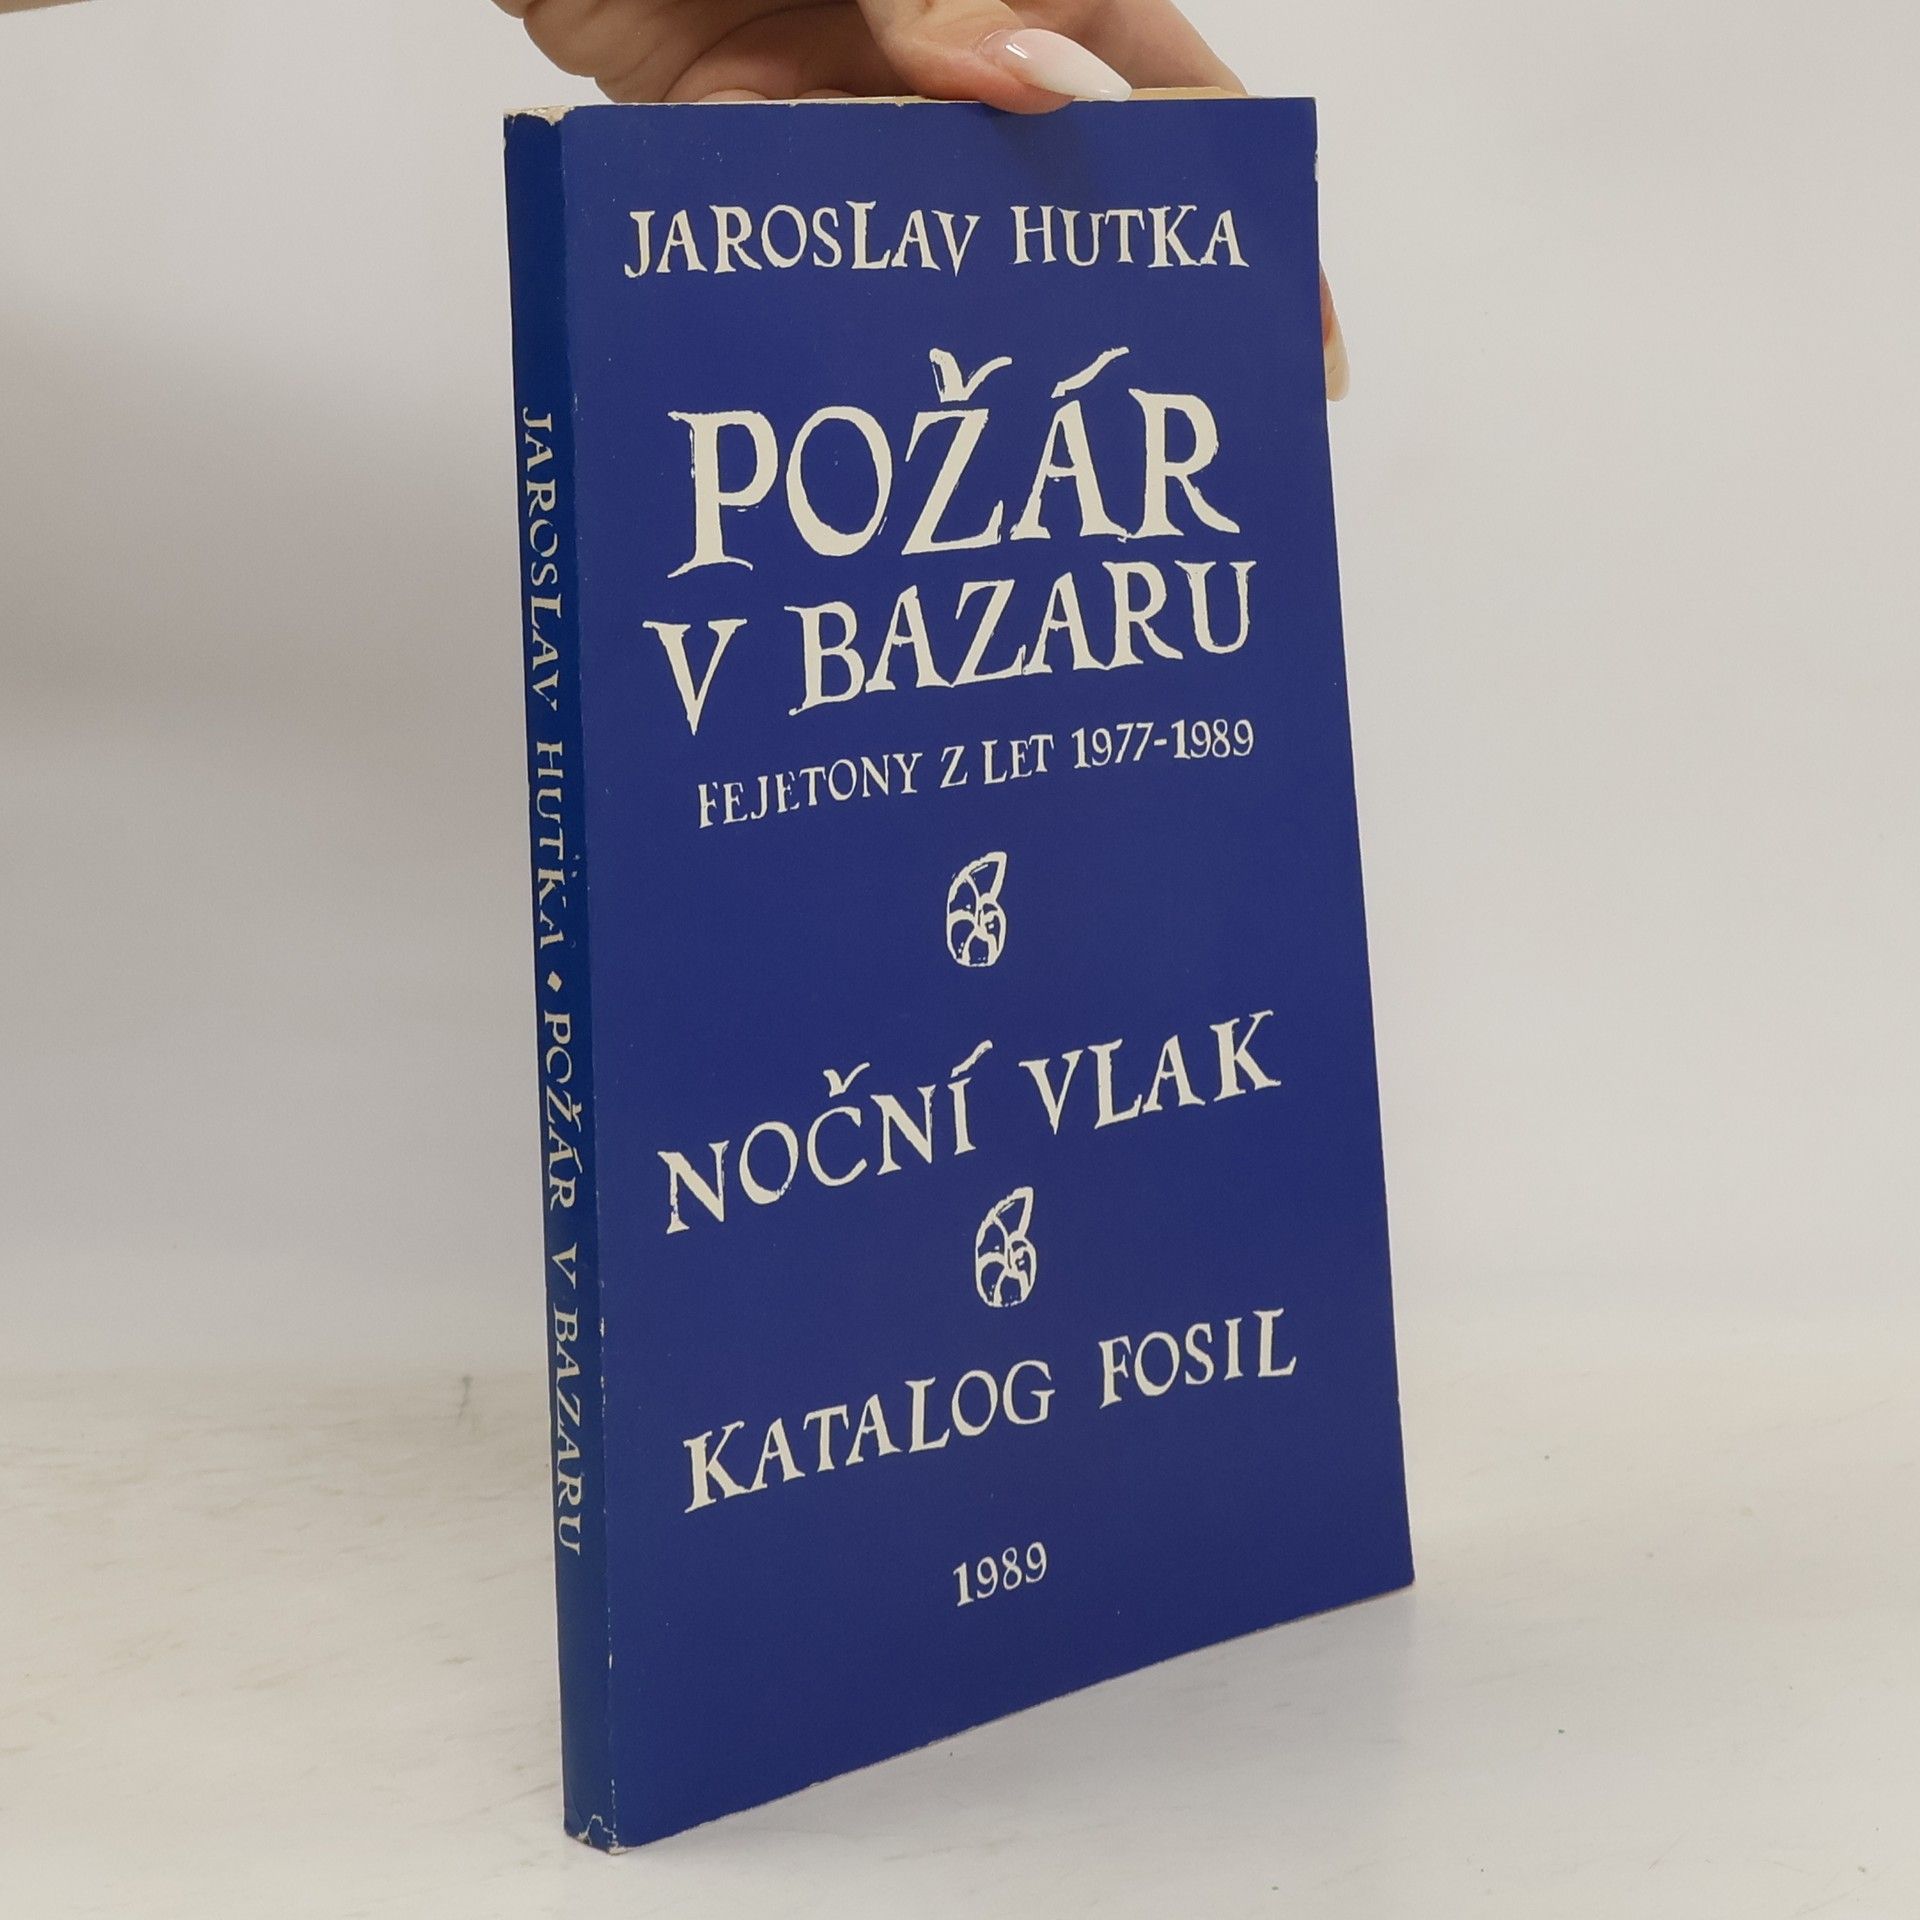 JAROSLAV HUTKA
POŽÁR
V BAZARU
FEJETONY Z LET 1977-1989
NOČNÍ VLAK
KATALOG FOSIL
1989
JAROSLAV HUTKA • POŽÁR V BAZARU